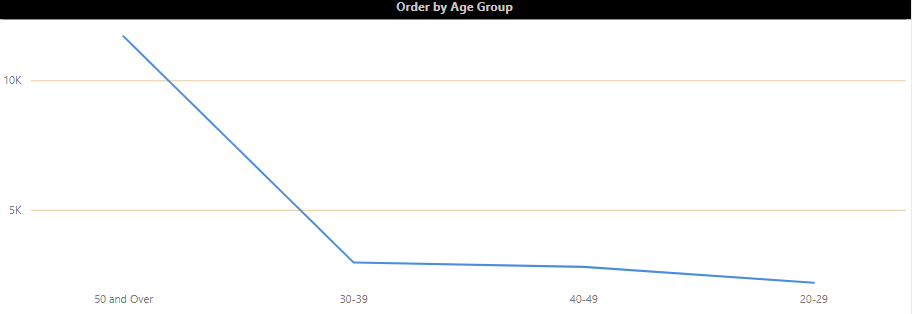 Order by Age Group
10K
5K
50 and Over 30-39 40-49 20-29